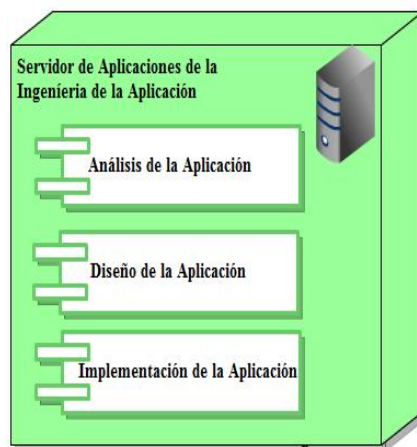 Servidor de Aplicaciones de la
Ingeníeria de la Aplicación
Análisis de la Aplicación
Diseño de la Aplicación
Implementación de la Aplicación